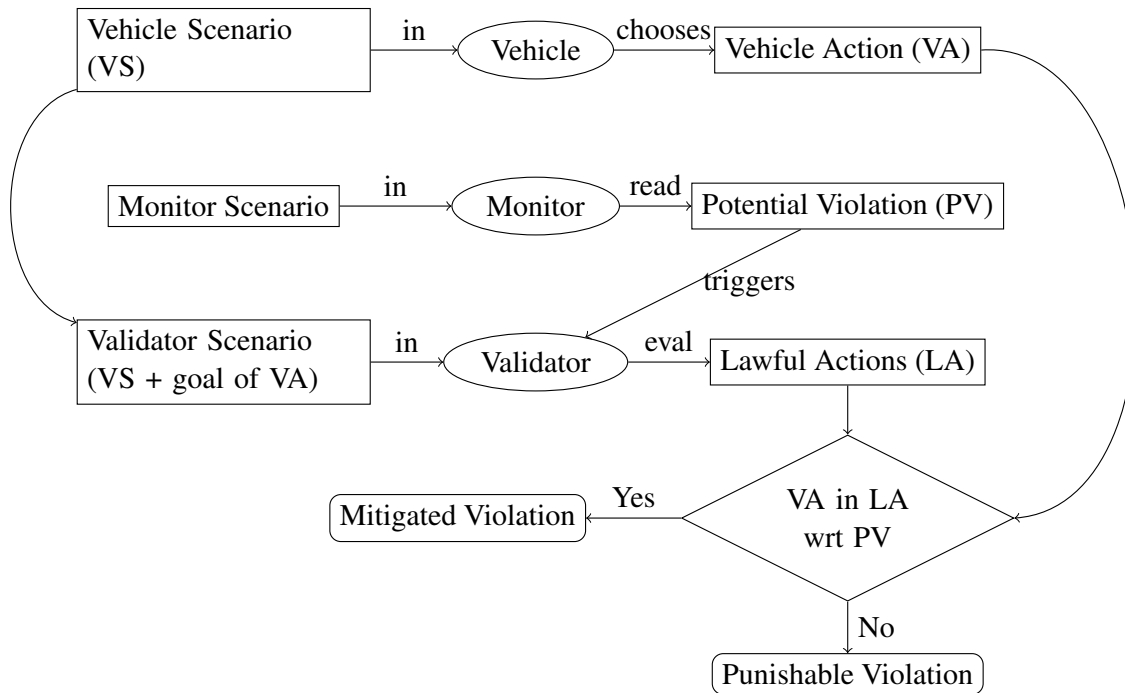 Vehicle Scenario
(VS)
in
Vehicle
chooses
Vehicle Action (VA)
Monitor Scenario
in
Monitor
read
Potential Violation (PV)
triggers
Validator Scenario
(VS + goal of VA)
in
Validator
eval
Lawful Actions (LA)
VA in LA
wrt PV
Yes
Mitigated Violation
No
Punishable Violation